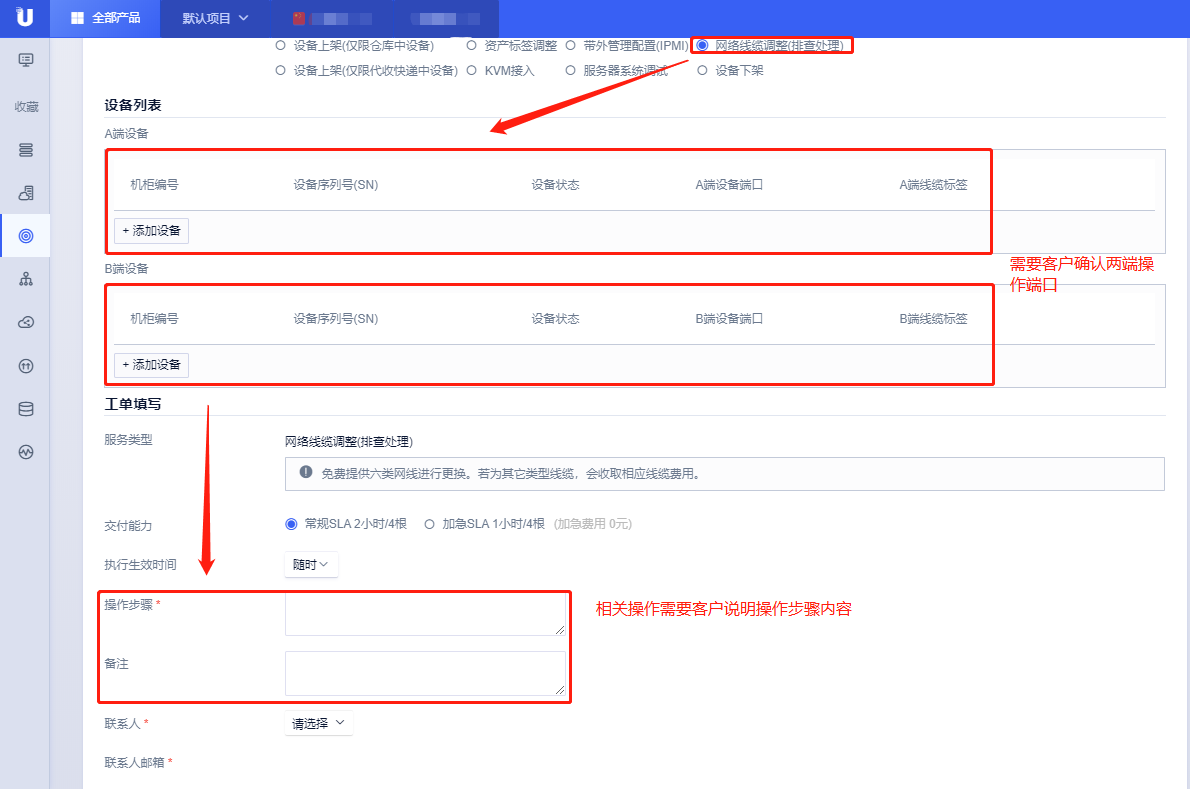 U 全部产品 默认项目
设备上架(仅限仓库中设备) 资产标签调整 带外管理配置(IPMI) 网络线缆调整(排查处理)
设备上架(仅限代收快递中设备) KVM接入 服务器系统调试 设备下架
收藏
设备列表
A端设备
机柜编号 设备序列号(SN) 设备状态 A端设备端口 A端线缆标签
+ 添加设备
需要客户确认两端操
作端口
B端设备
机柜编号 设备序列号(SN) 设备状态 B端设备端口 B端线缆标签
+ 添加设备
工单填写
服务类型 网络线缆调整(排查处理)
免费提供六类网线进行更换。若为其它类型线缆，会收取相应线缆费用。
交付能力 常规SLA 2小时/4根 加急SLA 1小时/4根 (加急费用 0元)
执行生效时间 随时
操作步骤 *
相关操作需要客户说明操作步骤内容
备注
联系人 * 请选择
联系人邮箱 *